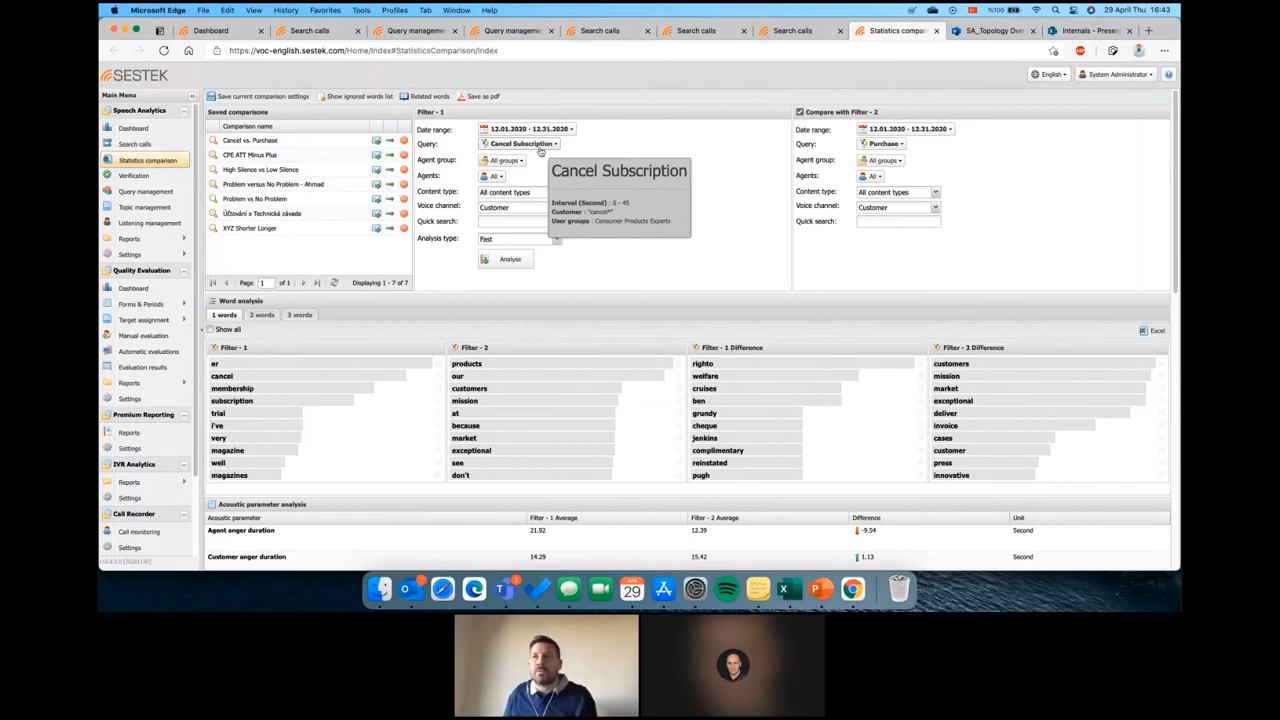 Microsoft Edge File Edit View History Favorites Tools Profiles Tab Window Help %100 29 April Thu 16:43
Dashboard Search calls Query managemer Query managemer Search calls Search calls Search calls Statistics compari SA_Topology Ove Internals - Present
https://voc-english.sestek.com/Home/Index#StatisticsComparison/Index
SESTEK English System Administrator
Main Menu
Save current comparison settings Show ignored words list Related words Save as pdf
Speech Analytics
Dashboard
Search calls
Statistics comparison
Verification
Query management
Topic management
Listening management
Reports
Settings
Quality Evaluation
Dashboard
Forms & Periods
Target assignment
Manual evaluation
Automatic evaluations
Evaluation results
Reports
Settings
Premium Reporting
Reports
Settings
IVR Analytics
Reports
Settings
Call Recorder
Call monitoring
Settings
Saved comparisons
Comparison name
Cancel vs. Purchase
CPE ATT Minus Plus
High Silence vs Low Silence
Problem versus No Problem - Ahmad
Problem vs No Problem
Účtování x Technická závada
XYZ Shorter Longer
Page 1 of 1 Displaying 1 - 7 of 7
Filter - 1
Date range: 12.01.2020 - 12.31.2020
Query: Cancel Subscription
Agent group: All groups
Agents: All
Content type: All content types
Voice channel: Customer
Quick search:
Analysis type: Fast
Analyse
Cancel Subscription
Interval (Second) : 0 - 45
Customer : "cancel*"
User groups : Consumer Products Experts
Compare with Filter - 2
Date range: 12.01.2020 - 12.31.2020
Query: Purchase
Agent group: All groups
Agents: All
Content type: All content types
Voice channel: Customer
Quick search:
Word analysis
1 words 2 words 3 words
Show all Excel
Filter - 1 Filter - 2 Filter - 1 Difference Filter - 2 Difference
er products righto customers
cancel our welfare mission
membership customers cruises market
subscription mission ben exceptional
trial at grundy deliver
i've because cheque invoice
very market jenkins cases
magazine exceptional complimentary customer
well see reinstated press
magazines don't pugh innovative
Acoustic parameter analysis
Acoustic parameter Filter - 1 Average Filter - 2 Average Difference Unit
Agent anger duration 21.92 12.39 -9.54 Second
Customer anger duration 14.29 15.42 1.13 Second
APR
29